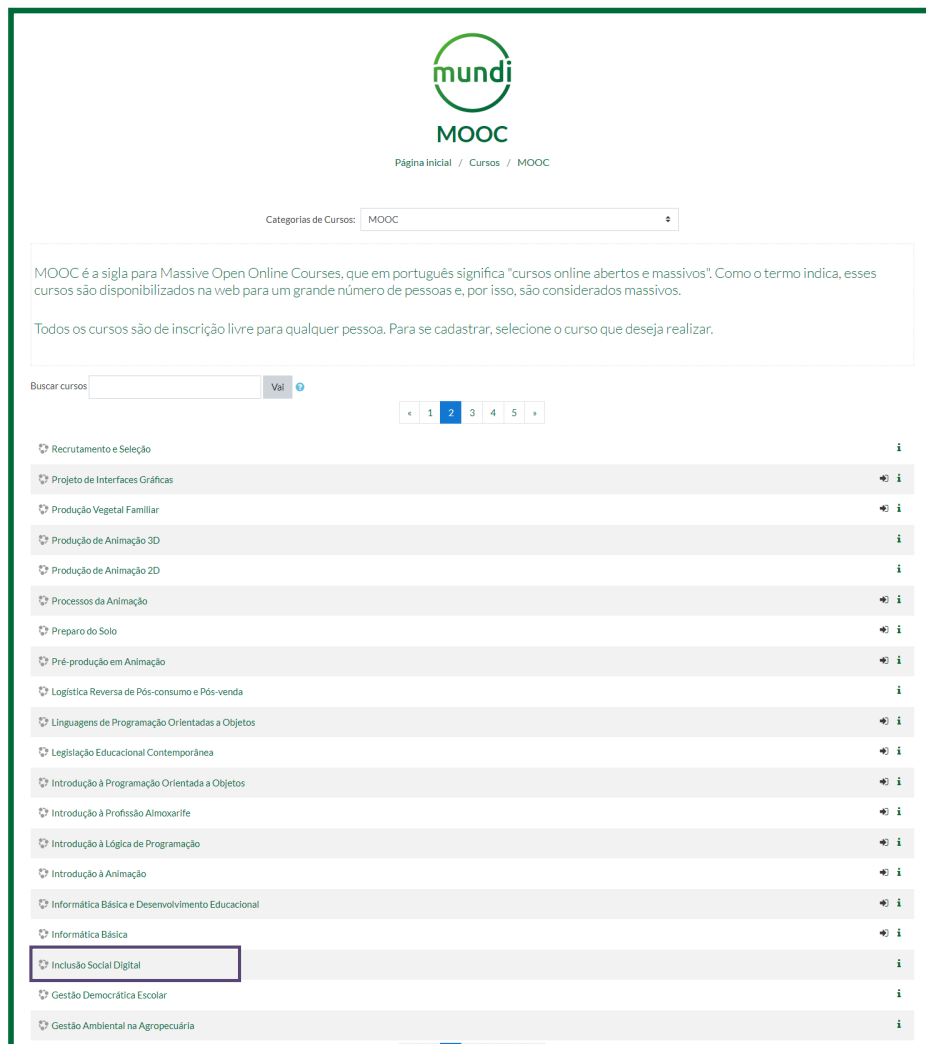 mundi
MOOC
Página inicial / Cursos / MOOC
Categorias de Cursos: MOOC
MOOC é a sigla para Massive Open Online Courses, que em português significa "cursos online abertos e massivos". Como o termo indica, esses
cursos são disponibilizados na web para um grande número de pessoas e, por isso, são considerados massivos.
Todos os cursos são de inscrição livre para qualquer pessoa. Para se cadastrar, selecione o curso que deseja realizar.
Buscar cursos Vai ?
« 1 2 3 4 5 »
Recrutamento e Seleção
Projeto de Interfaces Gráficas
Produção Vegetal Familiar
Produção de Animação 3D
Produção de Animação 2D
Processos da Animação
Preparo do Solo
Pré-produção em Animação
Logística Reversa de Pós-consumo e Pós-venda
Linguagens de Programação Orientadas a Objetos
Legislação Educacional Contemporânea
Introdução à Programação Orientada a Objetos
Introdução à Profissão Almoxarife
Introdução à Lógica de Programação
Introdução à Animação
Informática Básica e Desenvolvimento Educacional
Informática Básica
Inclusão Social Digital
Gestão Democrática Escolar
Gestão Ambiental na Agropecuária